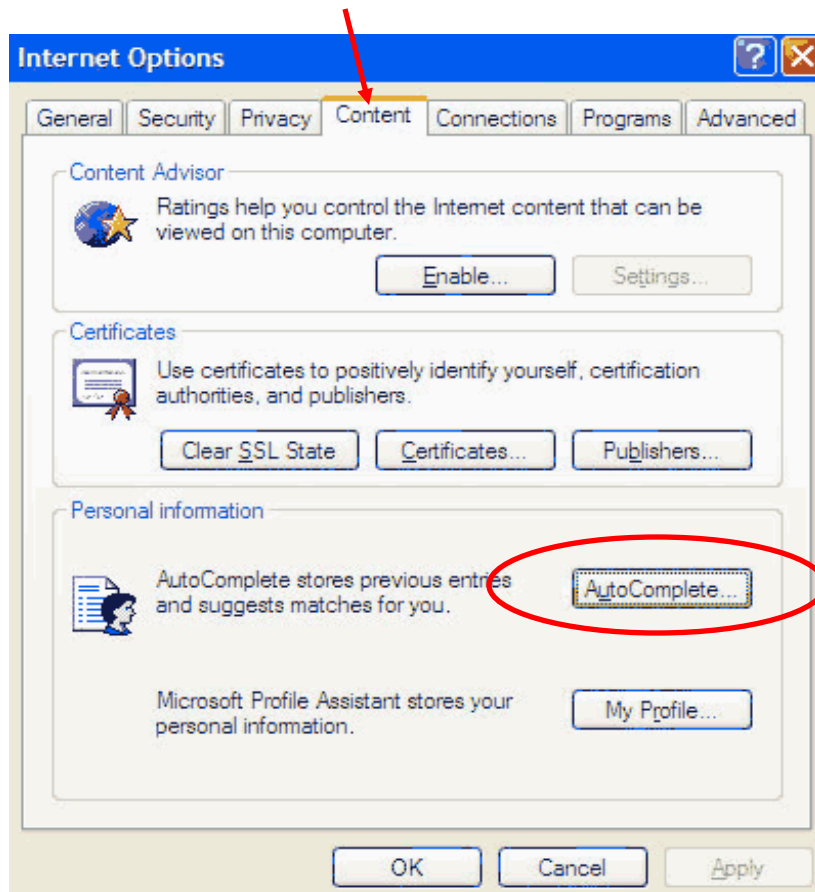 Internet Options
General Security Privacy Content Connections Programs Advanced
Content Advisor
Ratings help you control the Internet content that can be
viewed on this computer.
Enable... Settings...
Certificates
Use certificates to positively identify yourself, certification
authorities, and publishers.
Clear SSL State Certificates... Publishers...
Personal information
AutoComplete stores previous entries
and suggests matches for you.
AutoComplete...
Microsoft Profile Assistant stores your
personal information.
My Profile...
OK Cancel Apply